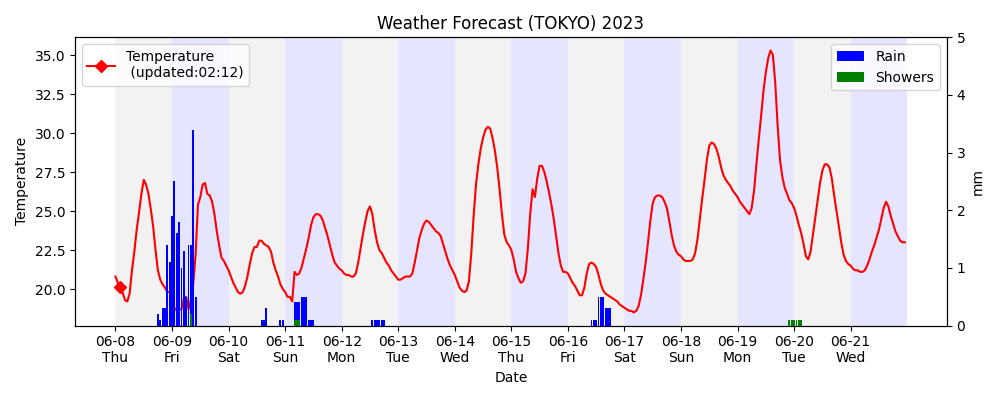 Weather Forecast (TOKYO) 2023
Temperature
(updated:02:12)
Rain
Showers
35.0
32.5
30.0
27.5
25.0
22.5
20.0
Temperature
5
4
3
2
1
0
mm
06-08 06-09 06-10 06-11 06-12 06-13 06-14 06-15 06-16 06-17 06-18 06-19 06-20 06-21
Thu Fri Sat Sun Mon Tue Wed Thu Fri Sat Sun Mon Tue Wed
Date